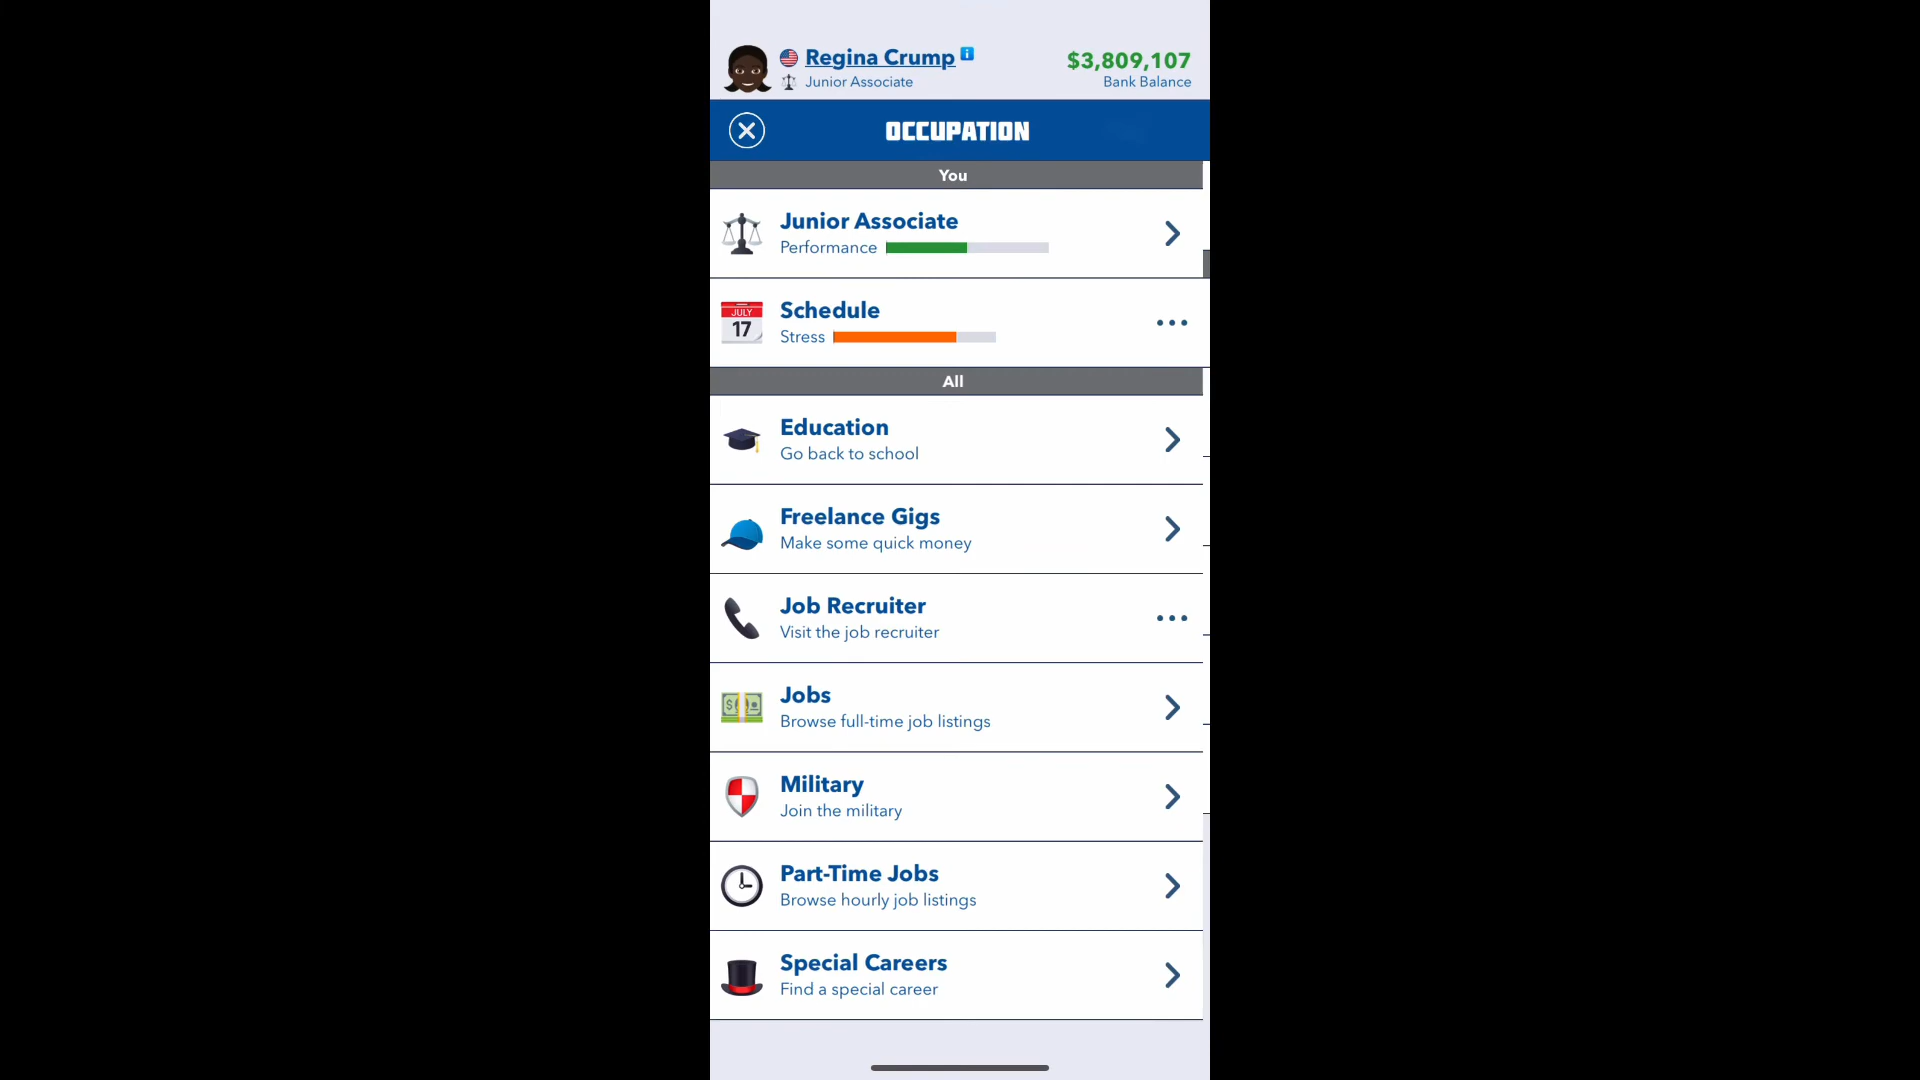 Regina Crump i
$3,809,107
Junior Associate
Bank Balance
OCCUPATION
You
Junior Associate
Performance
JULY
17
Schedule
Stress
All
Education
Go back to school
Freelance Gigs
Make some quick money
Job Recruiter
Visit the job recruiter
Jobs
Browse full-time job listings
Military
Join the military
Part-Time Jobs
Browse hourly job listings
Special Careers
Find a special career